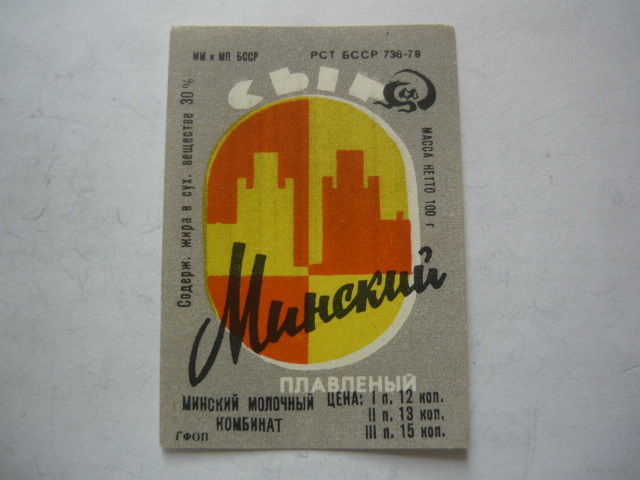 ММ и МП БССР
РСТ БССР 736-78
СЫР
Содерж. жира в сух. веществе 30%
МАССА НЕТТО 100 г
Минский
ПЛАВЛЕНЫЙ
МИНСКИЙ МОЛОЧНЫЙ КОМБИНАТ
ЦЕНА: I п. 12 коп.
II п. 13 коп.
III п. 15 коп.
ГФОП